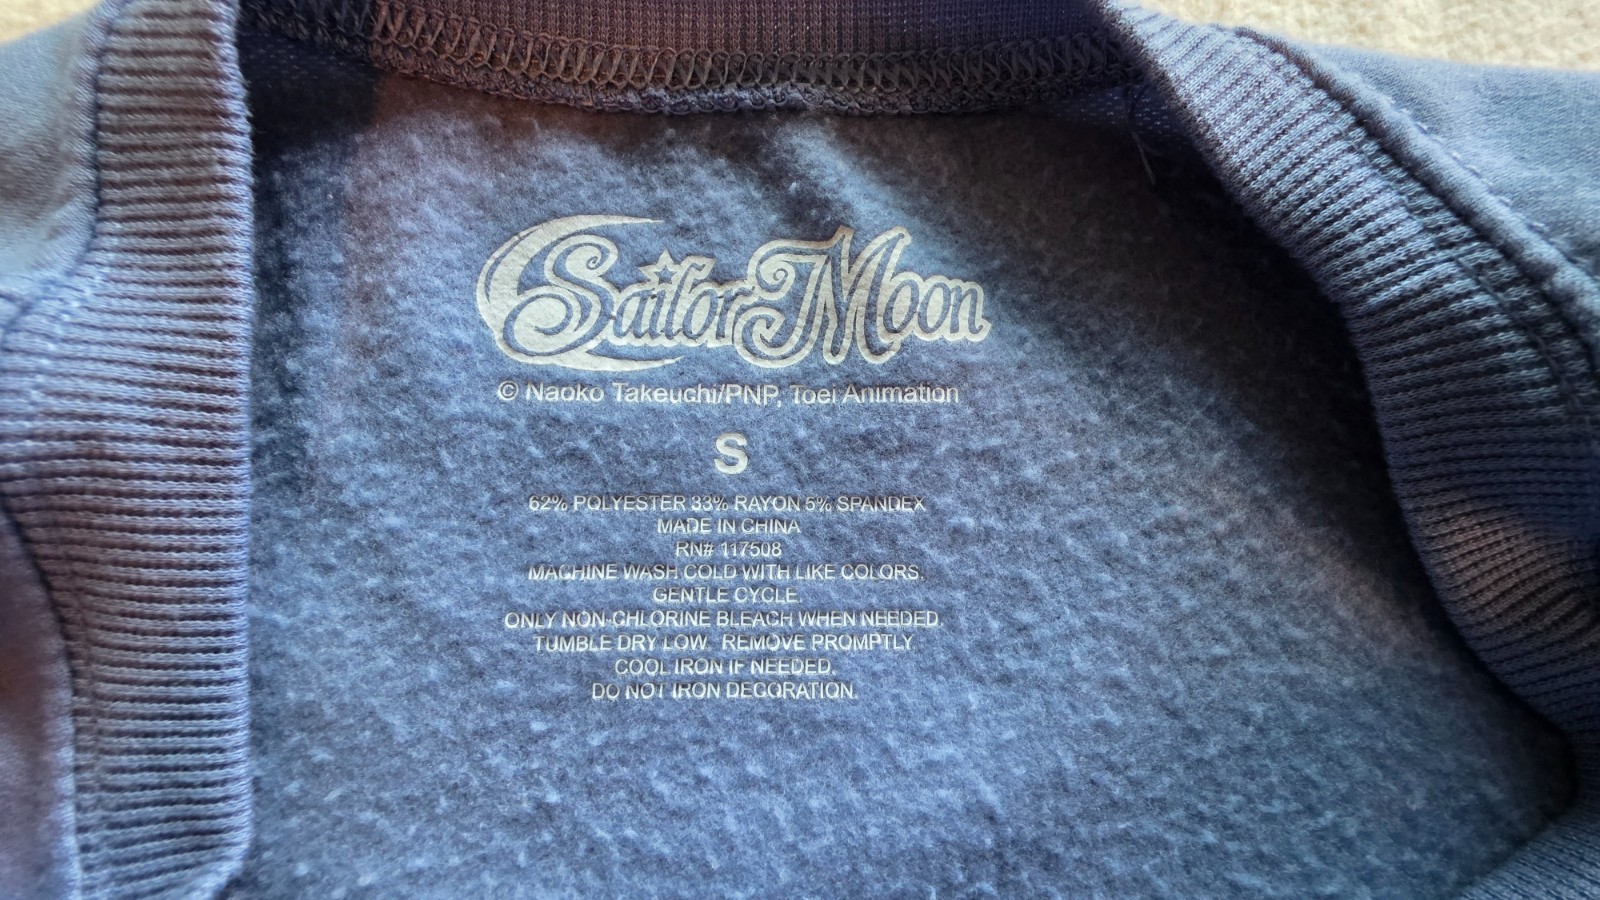 Sailor Moon
© Naoko Takeuchi/PNP, Toei Animation
S
62% POLYESTER 33% RAYON 5% SPANDEX
MADE IN CHINA
RN# 117508
MACHINE WASH COLD WITH LIKE COLORS.
GENTLE CYCLE.
ONLY NON-CHLORINE BLEACH WHEN NEEDED.
TUMBLE DRY LOW. REMOVE PROMPTLY.
COOL IRON IF NEEDED.
DO NOT IRON DECORATION.